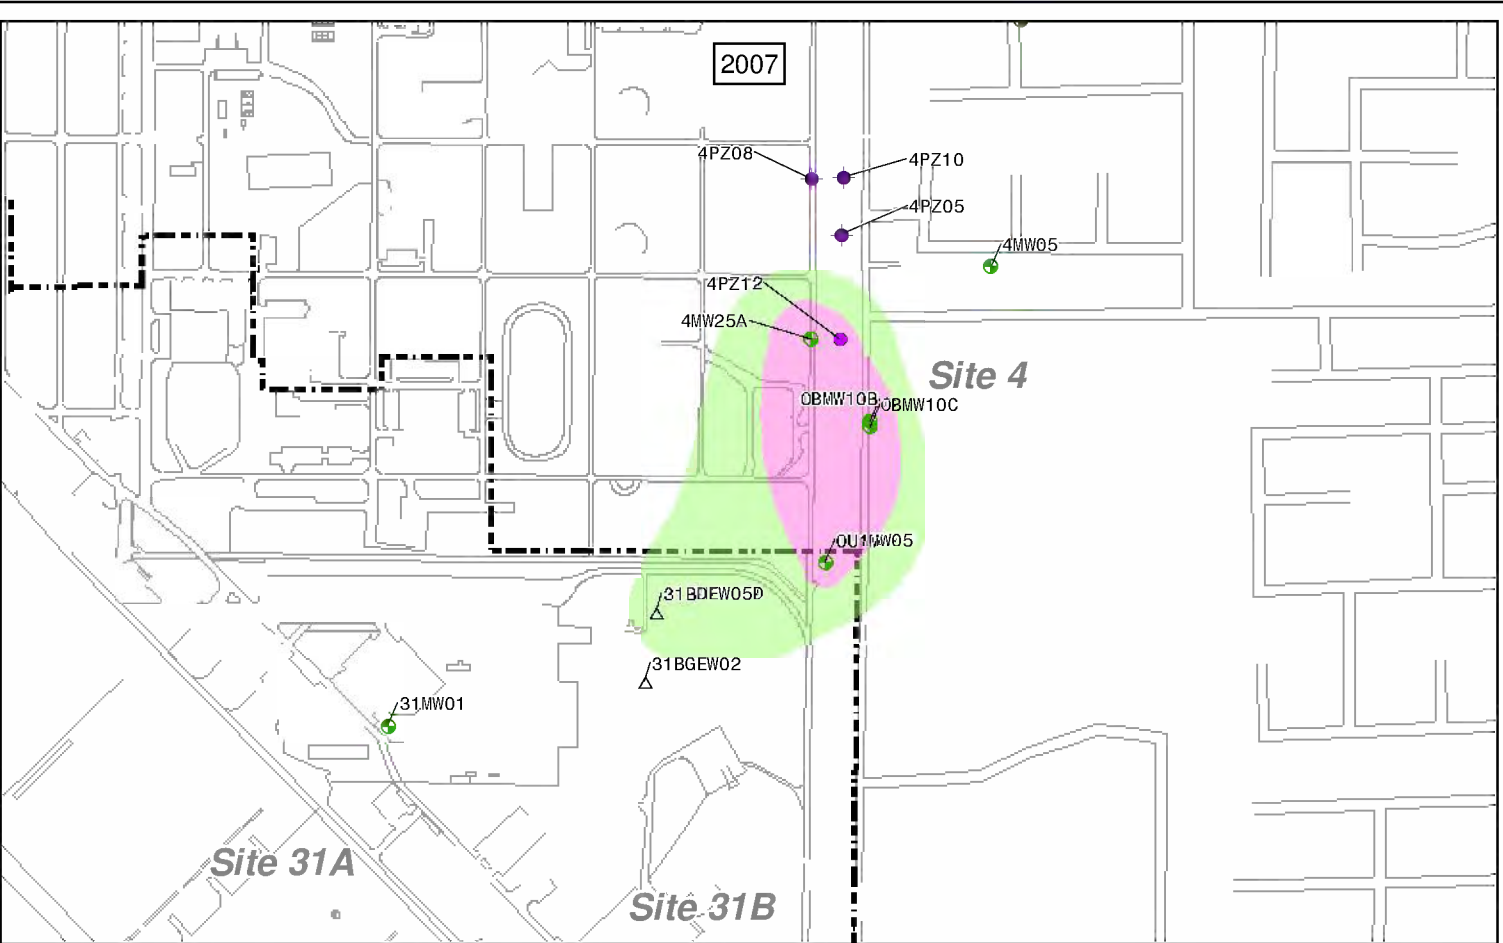 2007
4PZ08
4PZ10
4PZ05
4MW05
4PZ12
4MW25A
Site 4
OBMW10B
OBMW10C
OU1MW05
31BDEW05D
31BGEW02
31MW01
Site 31A
Site 31B